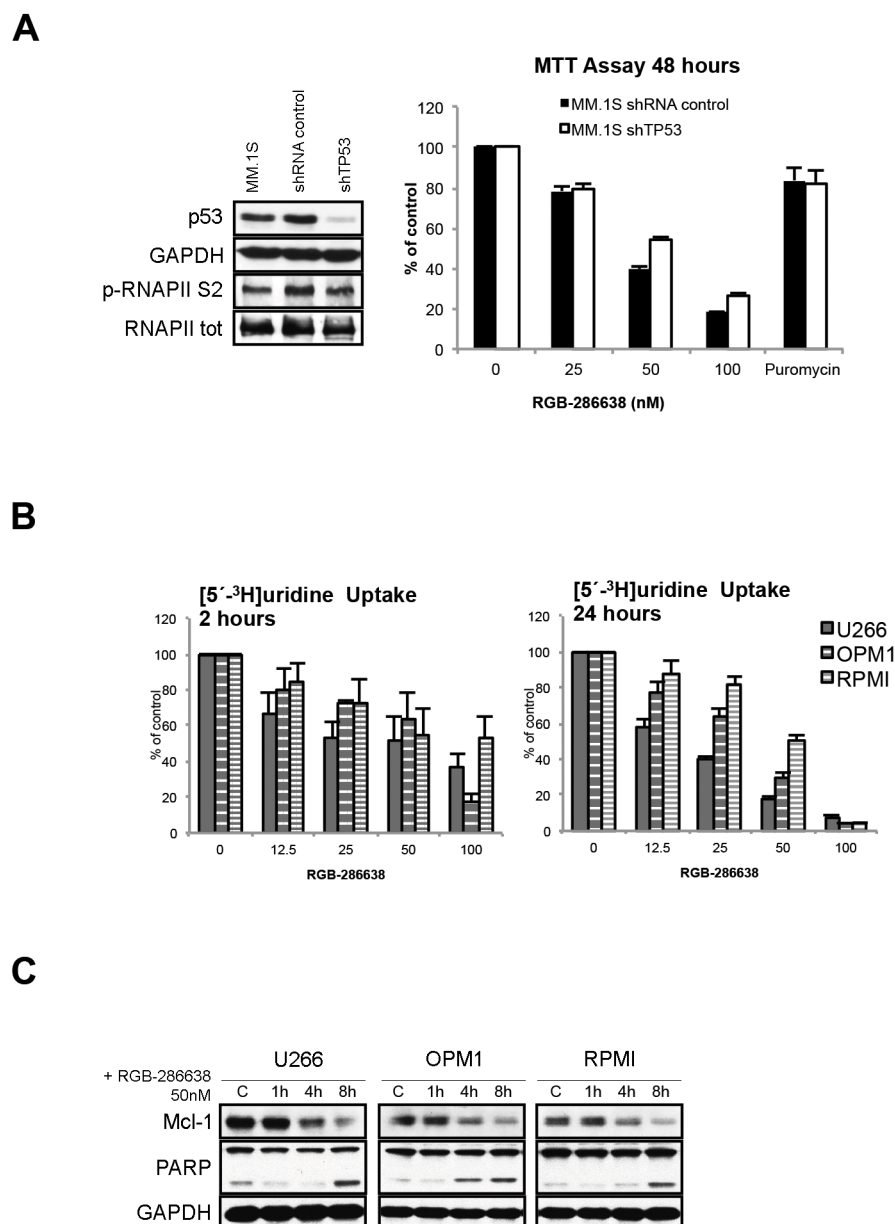 A
MM.1S
shRNA control
shTP53
p53
GAPDH
p-RNAPII S2
RNAPII tot
MTT Assay 48 hours
MM.1S shRNA control
MM.1S shTP53
% of control
120
100
80
60
40
20
0
0 25 50 100 Puromycin
RGB-286638 (nM)
B
[5´-³H]uridine Uptake
2 hours
% of control
120
100
80
60
40
20
0
0 12.5 25 50 100
RGB-286638
[5´-³H]uridine Uptake
24 hours
U266
OPM1
RPMI
% of control
120
100
80
60
40
20
0
0 12.5 25 50 100
RGB-286638
C
U266 OPM1 RPMI
+ RGB-286638
50nM
C 1h 4h 8h C 1h 4h 8h C 1h 4h 8h
Mcl-1
PARP
GAPDH